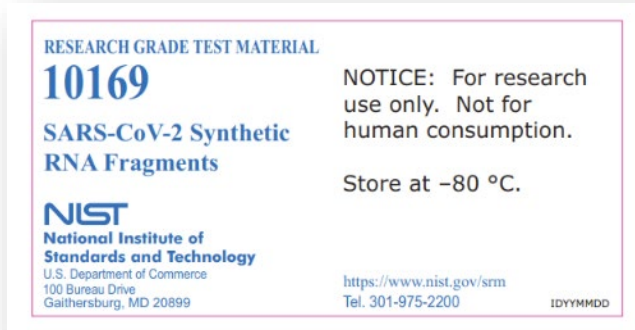 RESEARCH GRADE TEST MATERIAL
10169
SARS-CoV-2 Synthetic
RNA Fragments
NIST
National Institute of
Standards and Technology
U.S. Department of Commerce
100 Bureau Drive
Gaithersburg, MD 20899
NOTICE: For research
use only. Not for
human consumption.
Store at –80 °C.
https://www.nist.gov/srm
Tel. 301-975-2200
IDYYMMDD